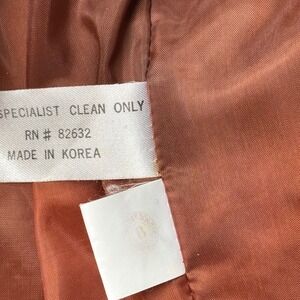 SPECIALIST CLEAN ONLY
RN # 82632
MADE IN KOREA